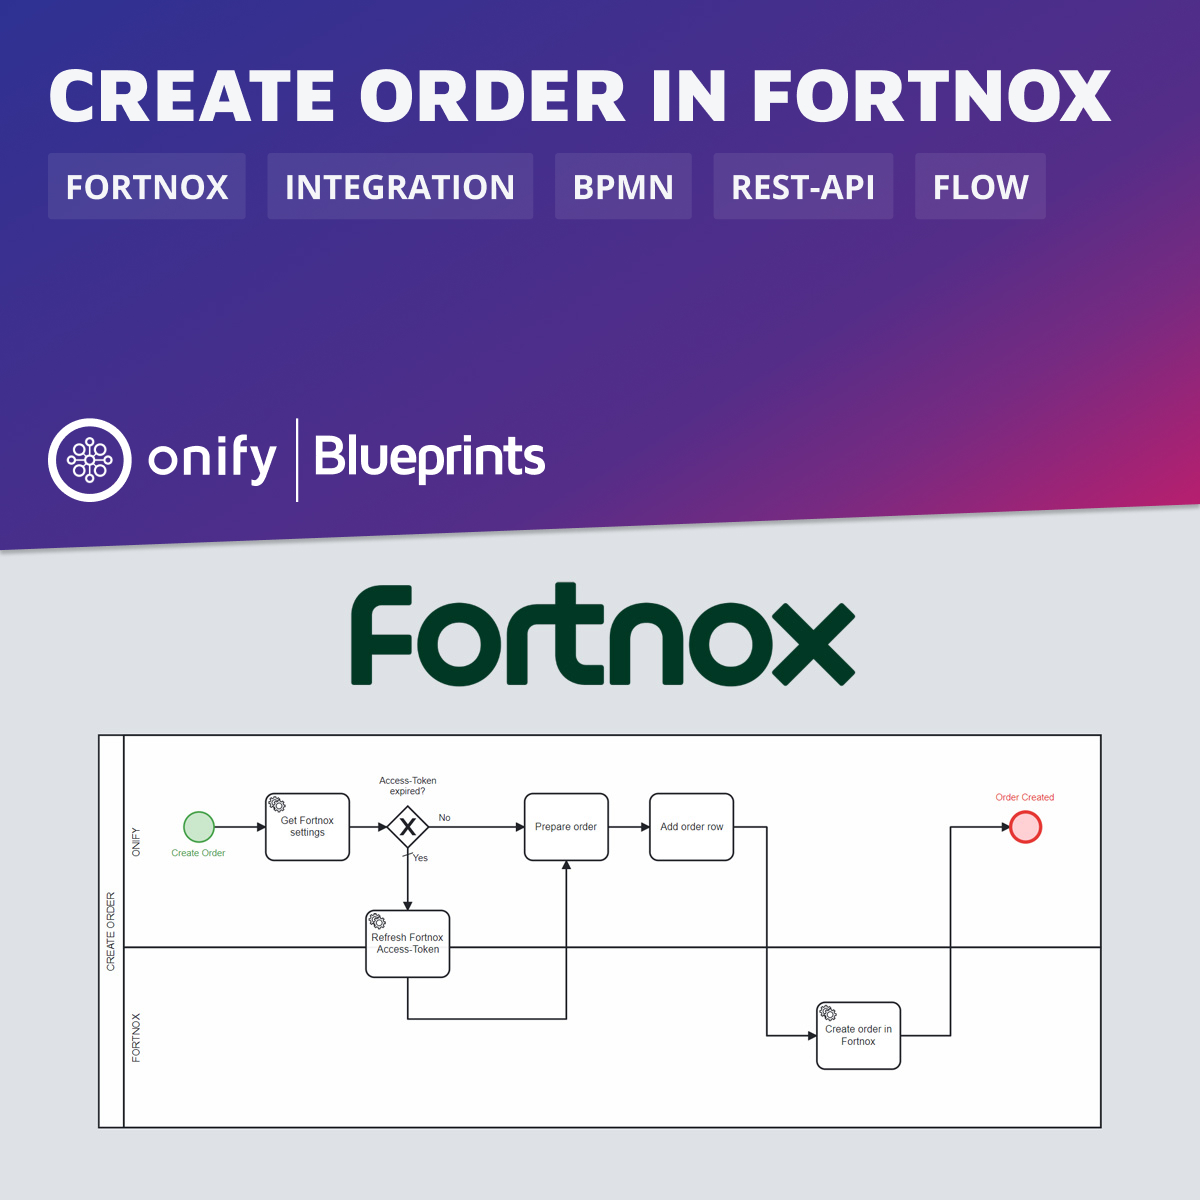 CREATE ORDER IN FORTNOX
FORTNOX INTEGRATION BPMN REST-API FLOW
onify Blueprints
Fortnox
CREATE ORDER
ONIFY
Create Order
Get Fortnox
settings
Access-Token
expired?
No
Yes
Refresh Fortnox
Access-Token
Prepare order
Add order row
Order Created
FORTNOX
Create order in
Fortnox